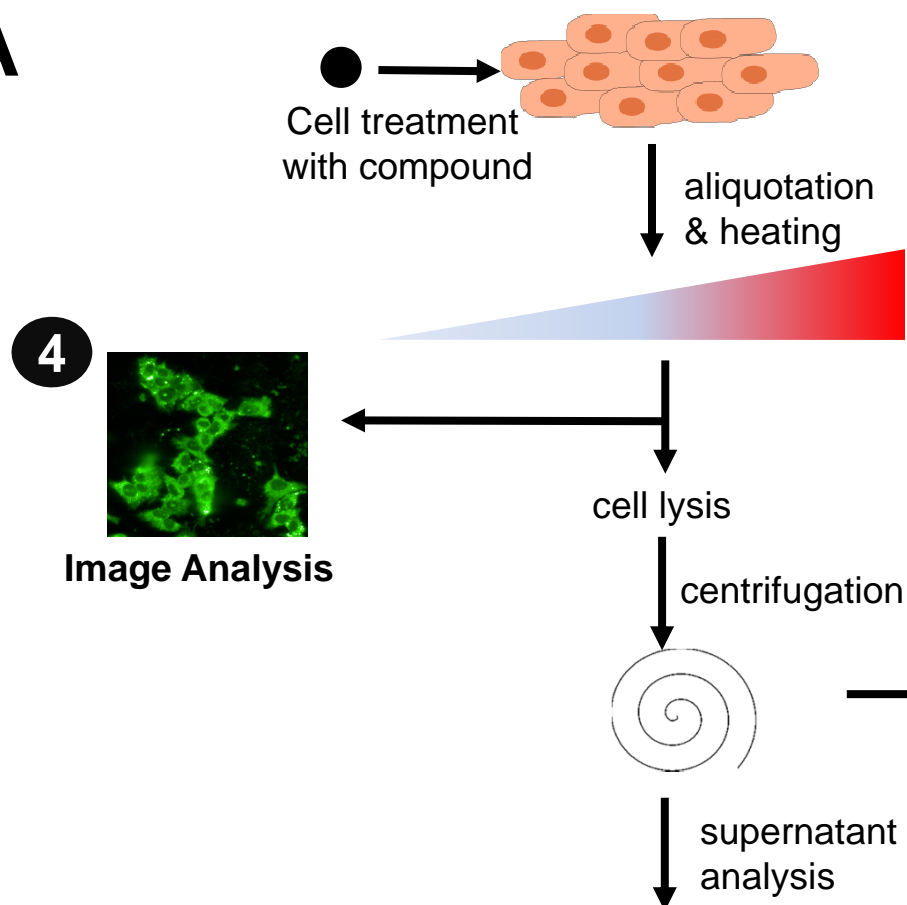 A
Cell treatment
with compound
aliquotation
& heating
4
Image Analysis
cell lysis
centrifugation
supernatant
analysis